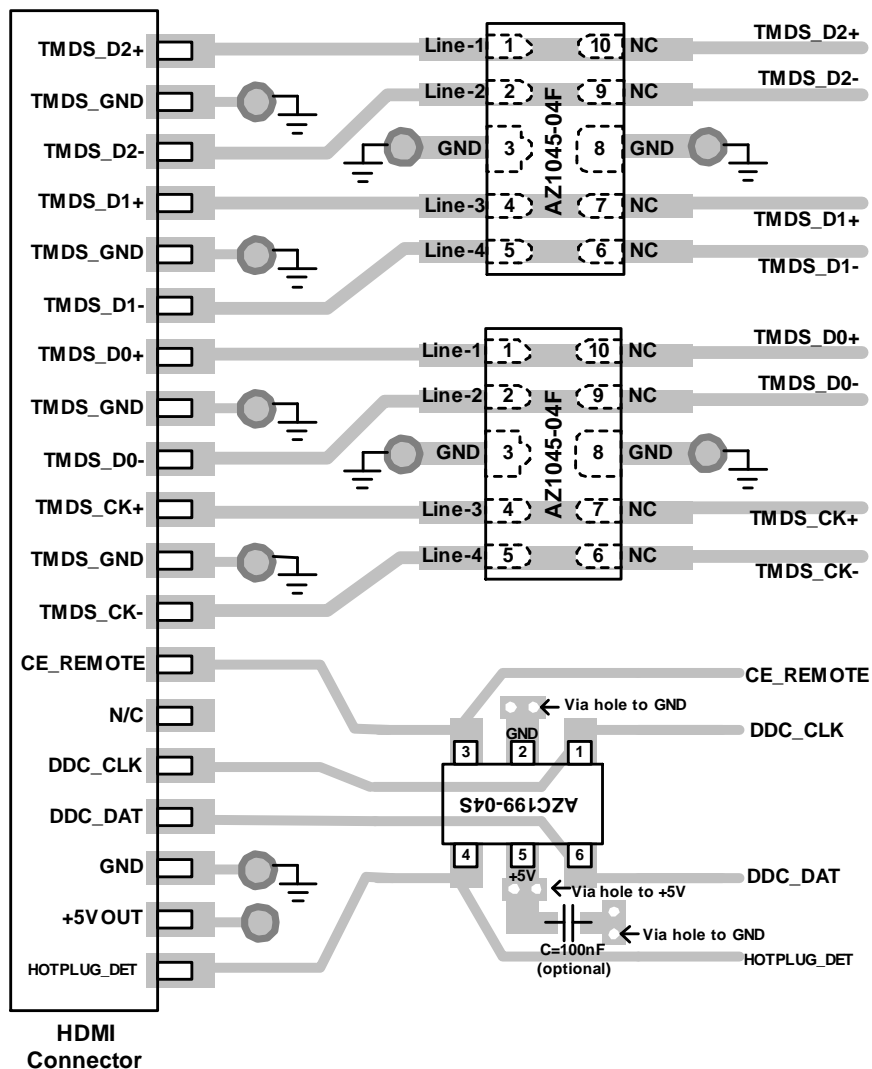 TMDS_D2+
TMDS_GND
TMDS_D2-
TMDS_D1+
TMDS_GND
TMDS_D1-
TMDS_D0+
TMDS_GND
TMDS_D0-
TMDS_CK+
TMDS_GND
TMDS_CK-
CE_REMOTE
N/C
DDC_CLK
DDC_DAT
GND
+5VOUT
HOTPLUG_DET
HDMI
Connector
Line-1 1 10 NC TMDS_D2+
Line-2 2 9 NC TMDS_D2-
GND 3 8 GND
Line-3 4 7 NC TMDS_D1+
Line-4 5 6 NC TMDS_D1-
AZ1045-04F
Line-1 1 10 NC TMDS_D0+
Line-2 2 9 NC TMDS_D0-
GND 3 8 GND
Line-3 4 7 NC TMDS_CK+
Line-4 5 6 NC TMDS_CK-
AZ1045-04F
CE_REMOTE
Via hole to GND
DDC_CLK
GND
3 2 1
AZC199-04S
4 5 6
+5V
DDC_DAT
Via hole to +5V
Via hole to GND
C=100nF
(optional)
HOTPLUG_DET